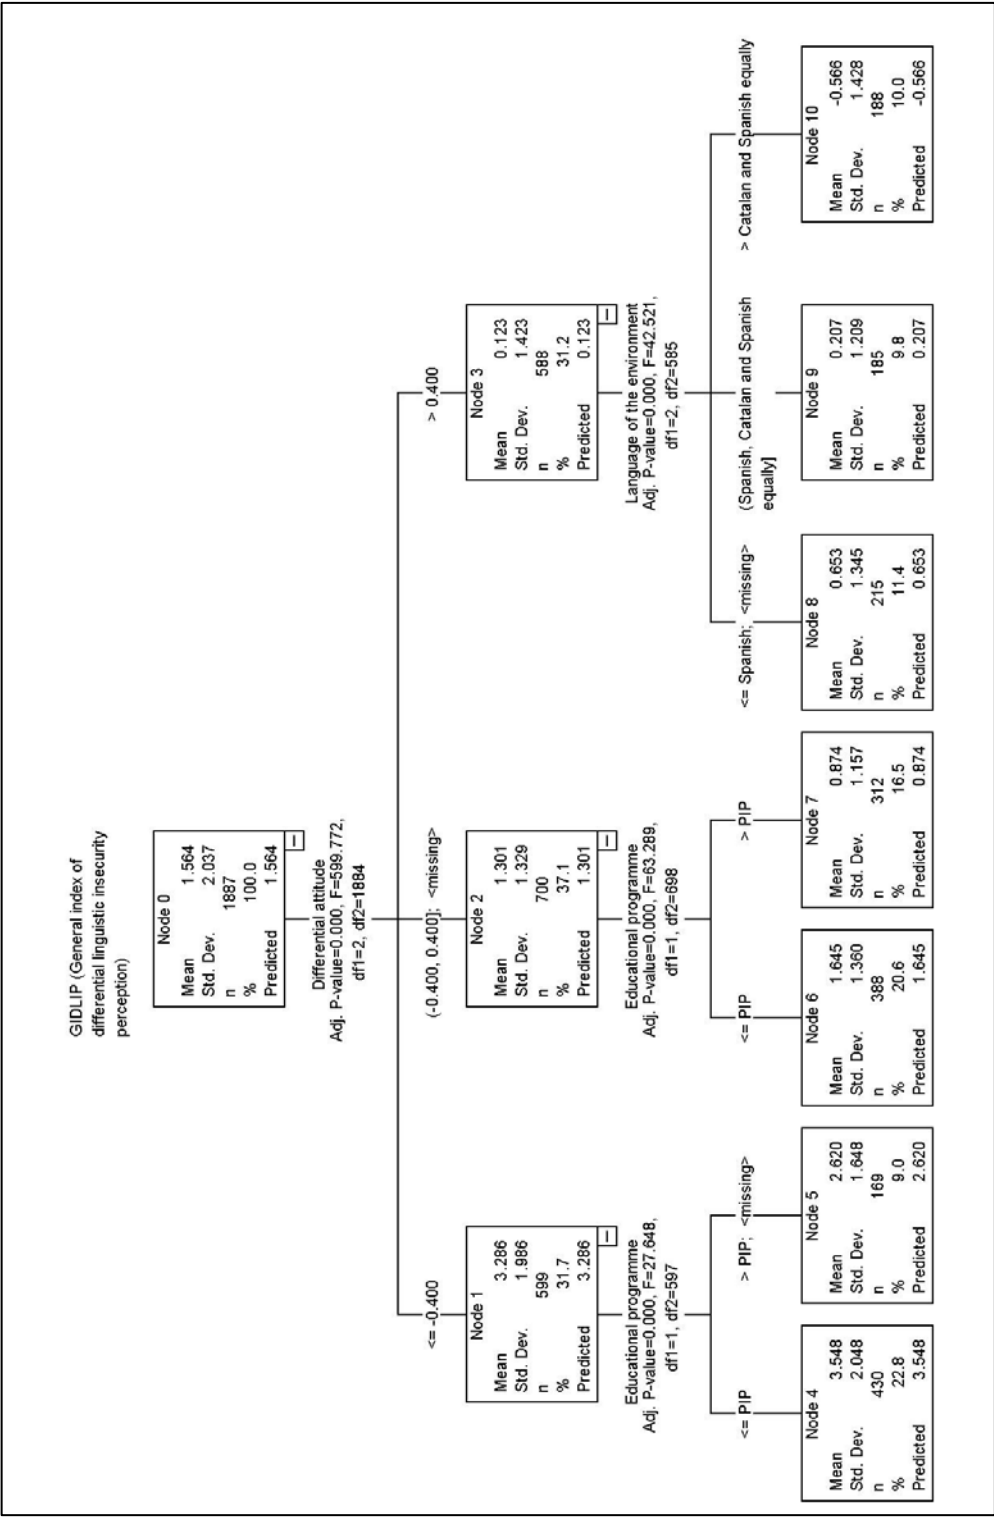 GIDLIP (General index of
differential linguistic insecurity
perception)
Node 0
Mean 1.564
Std. Dev. 2.037
n 1887
% 100.0
Predicted 1.564
Differential attitude
Adj. P-value=0.000, F=599.772,
df1=2, df2=1884
<= -0.400
(-0.400, 0.400]; <missing>
> 0.400
Node 1
Mean 3.286
Std. Dev. 1.986
n 599
% 31.7
Predicted 3.286
Node 2
Mean 1.301
Std. Dev. 1.329
n 700
% 37.1
Predicted 1.301
Node 3
Mean 0.123
Std. Dev. 1.423
n 588
% 31.2
Predicted 0.123
Educational programme
Adj. P-value=0.000, F=27.648,
df1=1, df2=597
Educational programme
Adj. P-value=0.000, F=63.289,
df1=1, df2=698
Language of the environment
Adj. P-value=0.000, F=42.521,
df1=2, df2=585
<= PIP
> PIP; <missing>
<= PIP
> PIP
<= Spanish; <missing>
(Spanish, Catalan and Spanish
equally]
> Catalan and Spanish equally
Node 4
Mean 3.548
Std. Dev. 2.048
n 430
% 22.8
Predicted 3.548
Node 5
Mean 2.620
Std. Dev. 1.648
n 169
% 9.0
Predicted 2.620
Node 6
Mean 1.645
Std. Dev. 1.360
n 388
% 20.6
Predicted 1.645
Node 7
Mean 0.874
Std. Dev. 1.157
n 312
% 16.5
Predicted 0.874
Node 8
Mean 0.653
Std. Dev. 1.345
n 215
% 11.4
Predicted 0.653
Node 9
Mean 0.207
Std. Dev. 1.209
n 185
% 9.8
Predicted 0.207
Node 10
Mean -0.566
Std. Dev. 1.428
n 188
% 10.0
Predicted -0.566